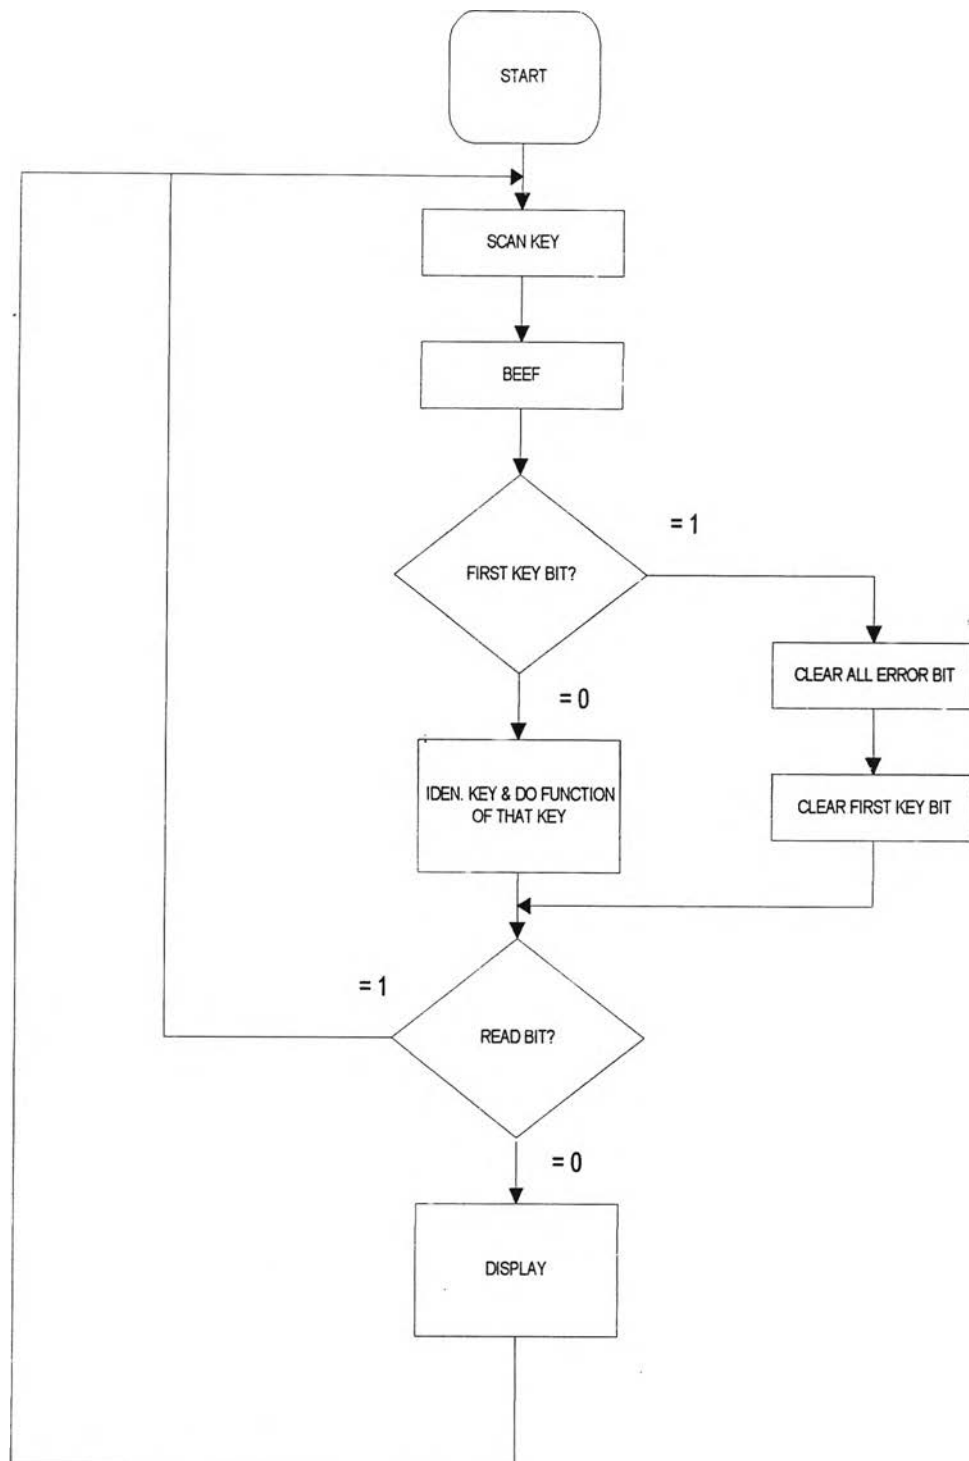 START
SCAN KEY
BEEF
FIRST KEY BIT?
= 1
= 0
CLEAR ALL ERROR BIT
IDEN. KEY & DO FUNCTION
OF THAT KEY
CLEAR FIRST KEY BIT
READ BIT?
= 1
= 0
DISPLAY